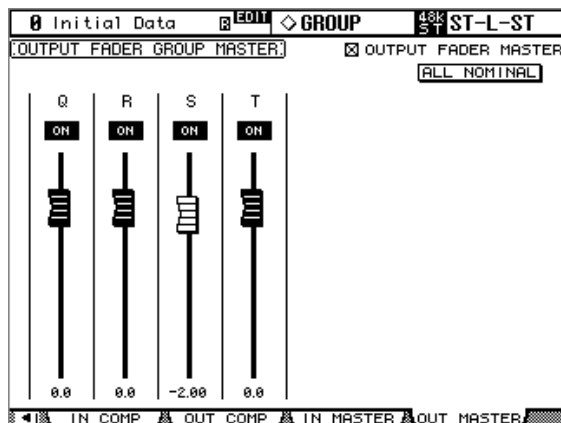 0 Initial Data R EDIT ◇GROUP 48k ST ST-L-ST
OUTPUT FADER GROUP MASTER ☒ OUTPUT FADER MASTER
ALL NOMINAL
Q R S T
ON ON ON ON
0.0 0.0 -2.00 0.0
IN COMP OUT COMP IN MASTER OUT MASTER